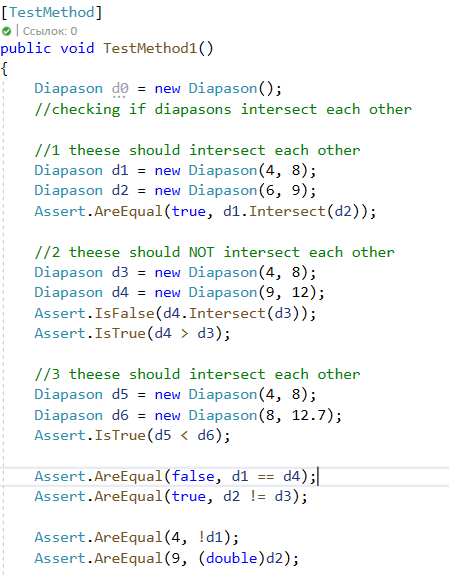 [TestMethod]
| Ссылок: 0
public void TestMethod1()
{
Diapason d0 = new Diapason();
//checking if diapasons intersect each other
//1 theese should intersect each other
Diapason d1 = new Diapason(4, 8);
Diapason d2 = new Diapason(6, 9);
Assert.AreEqual(true, d1.Intersect(d2));
//2 theese should NOT intersect each other
Diapason d3 = new Diapason(4, 8);
Diapason d4 = new Diapason(9, 12);
Assert.IsFalse(d4.Intersect(d3));
Assert.IsTrue(d4 > d3);
//3 theese should intersect each other
Diapason d5 = new Diapason(4, 8);
Diapason d6 = new Diapason(8, 12.7);
Assert.IsTrue(d5 < d6);
Assert.AreEqual(false, d1 == d4);
Assert.AreEqual(true, d2 != d3);
Assert.AreEqual(4, !d1);
Assert.AreEqual(9, (double)d2);